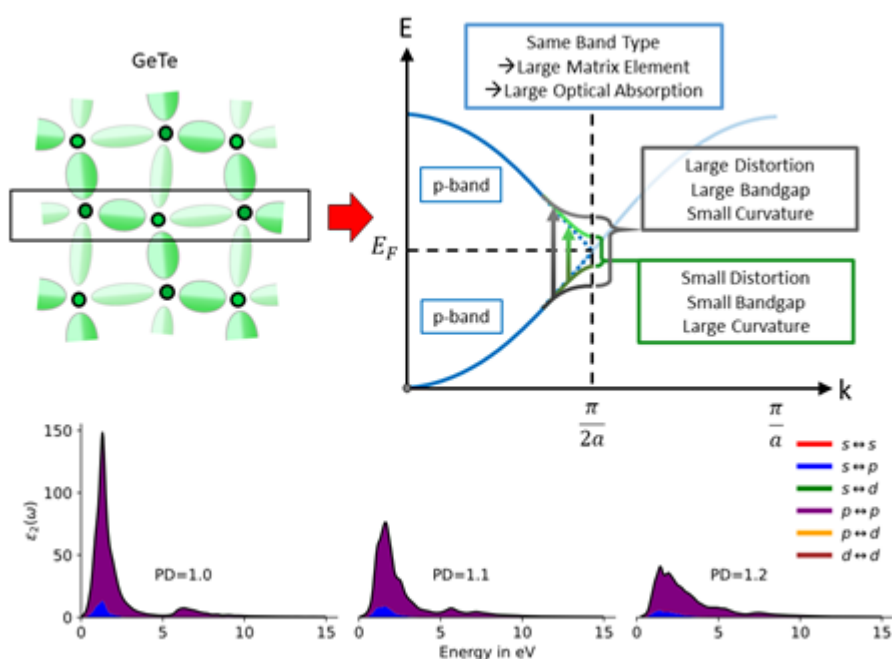 GeTe
E
Same Band Type
→Large Matrix Element
→Large Optical Absorption
p-band
Large Distortion
Large Bandgap
Small Curvature
E_F
p-band
Small Distortion
Small Bandgap
Large Curvature
k
π/2a
π/a
150
100
50
0
ε₂(ω)
PD=1.0
0 5 10 15
PD=1.1
0 5 10 15
Energy in eV
PD=1.2
0 5 10 15
s↔s
s↔p
s↔d
p↔p
p↔d
d↔d